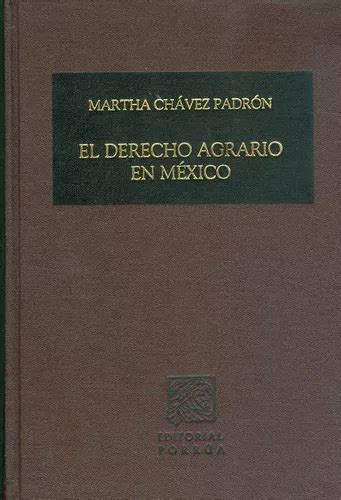 MARTHA CHÁVEZ PADRÓN
EL DERECHO AGRARIO
EN MÉXICO
EDITORIAL
PORRÚA